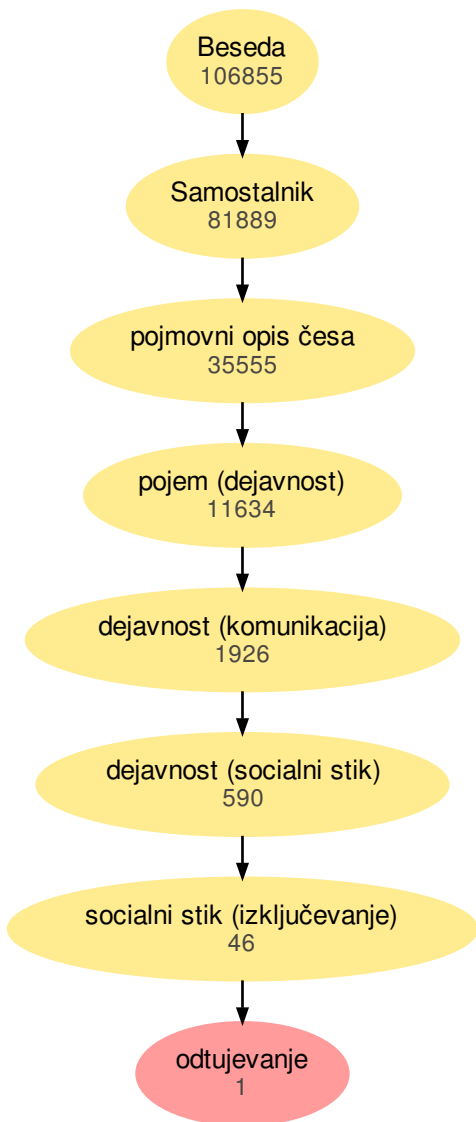 Beseda
106855
Samostalnik
81889
pojmovni opis česa
35555
pojem (dejavnost)
11634
dejavnost (komunikacija)
1926
dejavnost (socialni stik)
590
socialni stik (izključevanje)
46
odtujevanje
1